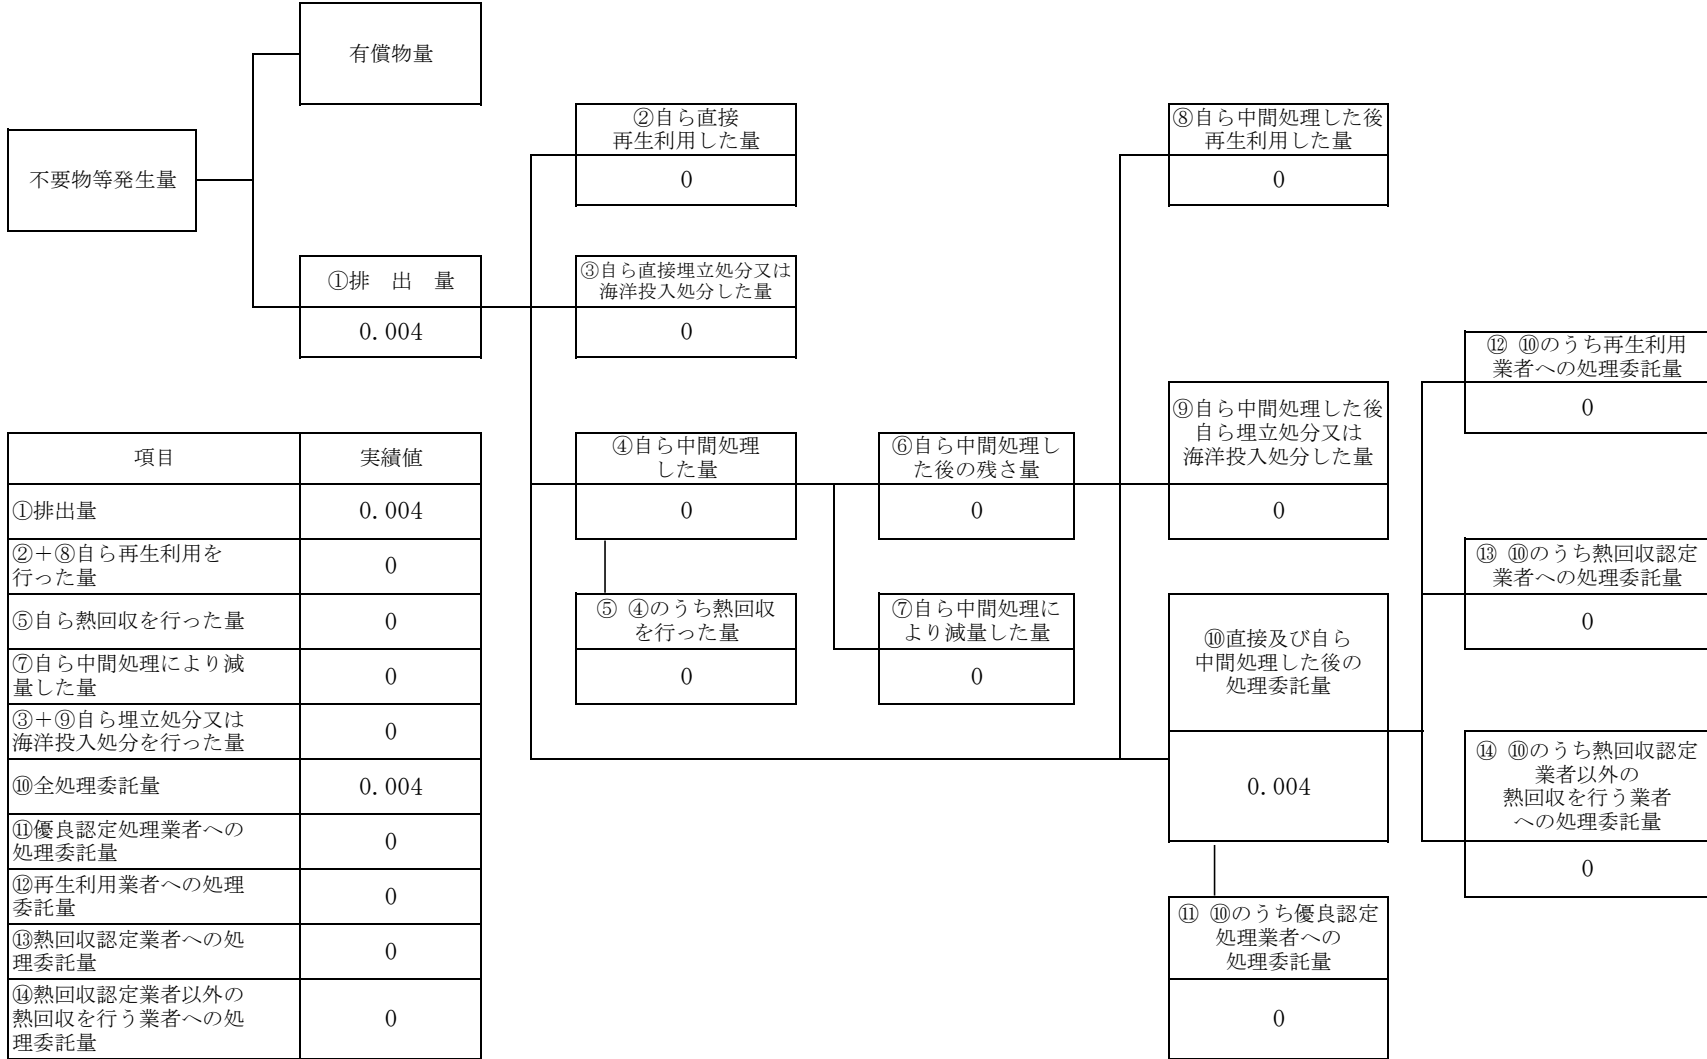 有償物量
不要物等発生量
①排　出　量
0.004
②自ら直接
再生利用した量
0
③自ら直接埋立処分又は
海洋投入処分した量
0
④自ら中間処理
した量
0
⑤ ④のうち熱回収
を行った量
0
⑥自ら中間処理し
た後の残さ量
0
⑦自ら中間処理に
より減量した量
0
⑧自ら中間処理した後
再生利用した量
0
⑨自ら中間処理した後
自ら埋立処分又は
海洋投入処分した量
0
⑩直接及び自ら
中間処理した後の
処理委託量
0.004
⑪ ⑩のうち優良認定
処理業者への
処理委託量
0
⑫ ⑩のうち再生利用
業者への処理委託量
0
⑬ ⑩のうち熱回収認定
業者への処理委託量
0
⑭ ⑩のうち熱回収認定
業者以外の
熱回収を行う業者
への処理委託量
0
項目 実績値
①排出量 0.004
②＋⑧自ら再生利用を
行った量 0
⑤自ら熱回収を行った量 0
⑦自ら中間処理により減
量した量 0
③＋⑨自ら埋立処分又は
海洋投入処分を行った量 0
⑩全処理委託量 0.004
⑪優良認定処理業者への
処理委託量 0
⑫再生利用業者への処理
委託量 0
⑬熱回収認定業者への処
理委託量 0
⑭熱回収認定業者以外の
熱回収を行う業者への処
理委託量 0